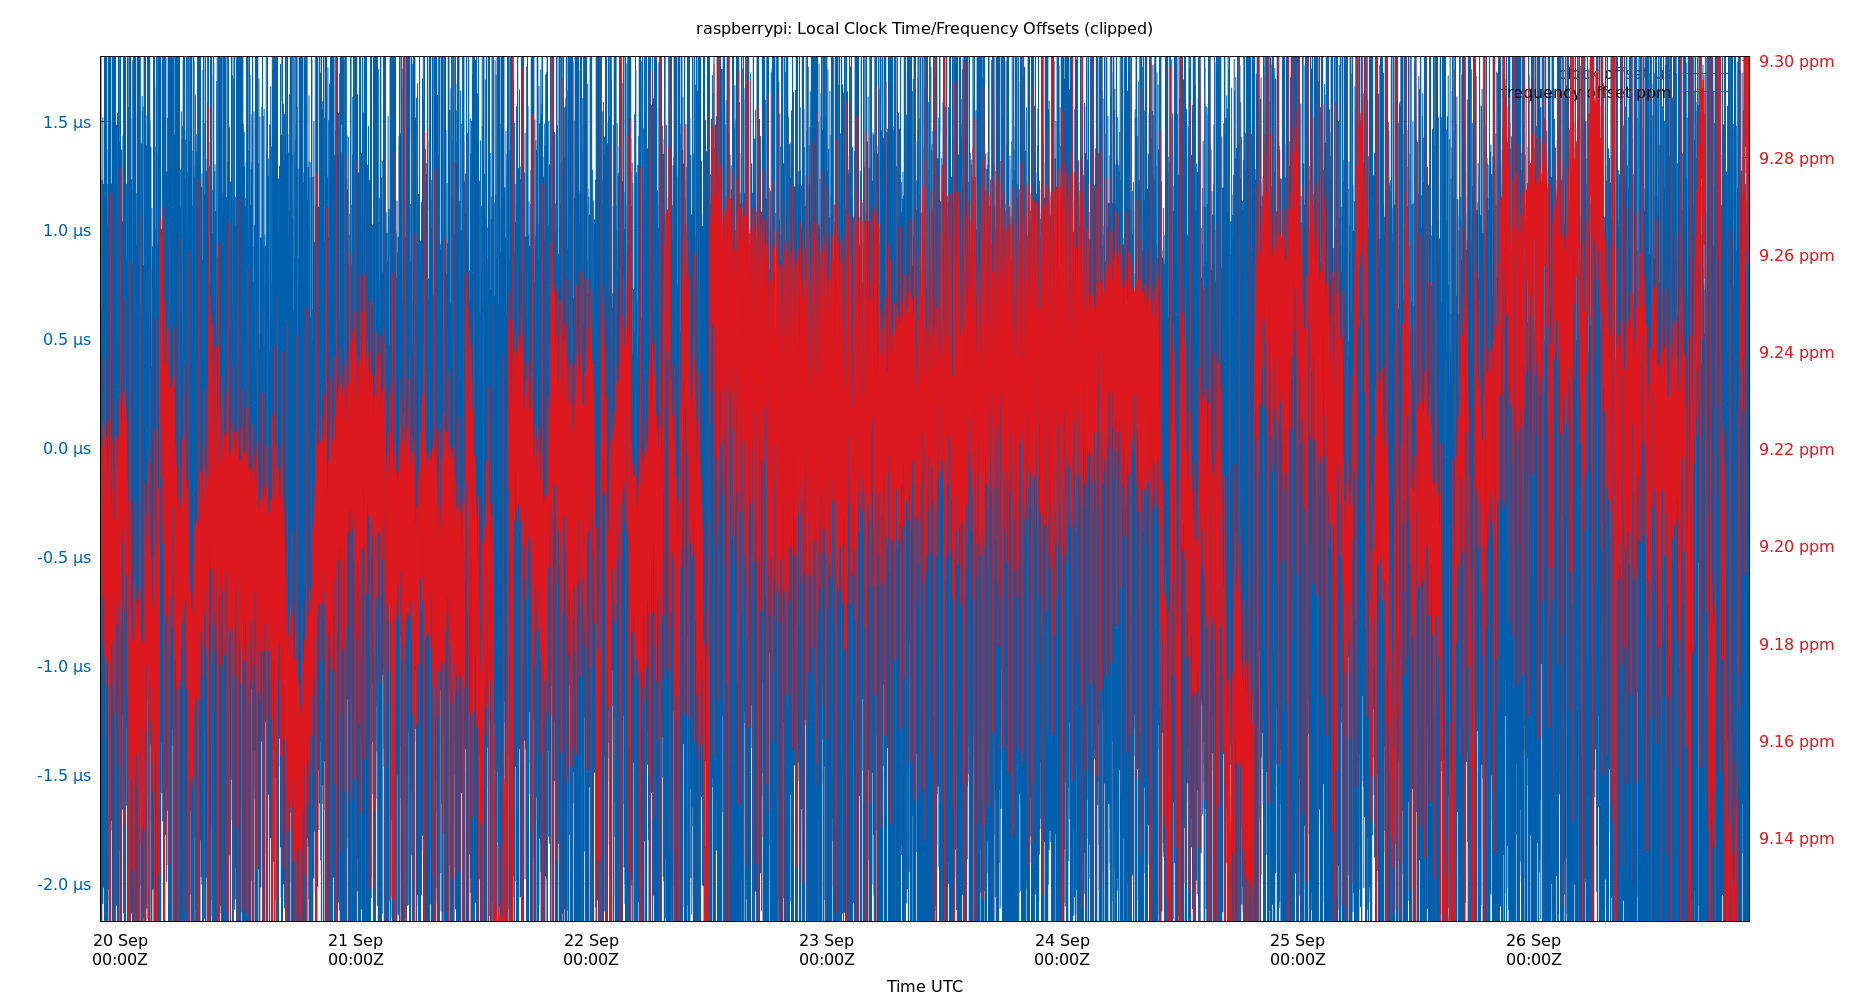 raspberrypi: Local Clock Time/Frequency Offsets (clipped)
clock offset µs
frequency offset ppm
1.5 µs
1.0 µs
0.5 µs
0.0 µs
-0.5 µs
-1.0 µs
-1.5 µs
-2.0 µs
9.30 ppm
9.28 ppm
9.26 ppm
9.24 ppm
9.22 ppm
9.20 ppm
9.18 ppm
9.16 ppm
9.14 ppm
20 Sep 21 Sep 22 Sep 23 Sep 24 Sep 25 Sep 26 Sep
00:00Z 00:00Z 00:00Z 00:00Z 00:00Z 00:00Z 00:00Z
Time UTC